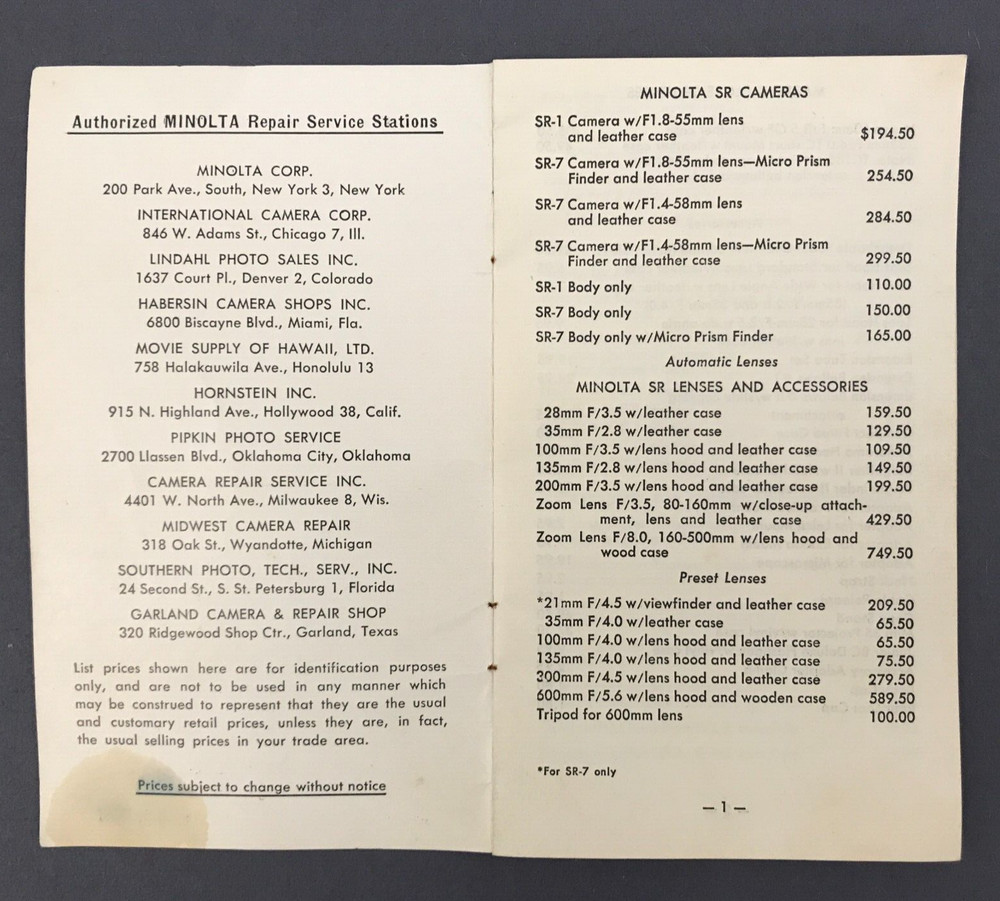 Authorized MINOLTA Repair Service Stations
MINOLTA CORP.
200 Park Ave., South, New York 3, New York
INTERNATIONAL CAMERA CORP.
846 W. Adams St., Chicago 7, Ill.
LINDAHL PHOTO SALES INC.
1637 Court Pl., Denver 2, Colorado
HABERSIN CAMERA SHOPS INC.
6800 Biscayne Blvd., Miami, Fla.
MOVIE SUPPLY OF HAWAII, LTD.
758 Halakauwila Ave., Honolulu 13
HORNSTEIN INC.
915 N. Highland Ave., Hollywood 38, Calif.
PIPKIN PHOTO SERVICE
2700 Llassen Blvd., Oklahoma City, Oklahoma
CAMERA REPAIR SERVICE INC.
4401 W. North Ave., Milwaukee 8, Wis.
MIDWEST CAMERA REPAIR
318 Oak St., Wyandotte, Michigan
SOUTHERN PHOTO, TECH., SERV., INC.
24 Second St., S. St. Petersburg 1, Florida
GARLAND CAMERA & REPAIR SHOP
320 Ridgewood Shop Ctr., Garland, Texas
List prices shown here are for identification purposes
only, and are not to be used in any manner which
may be construed to represent that they are the usual
and customary retail prices, unless they are, in fact,
the usual selling prices in your trade area.
Prices subject to change without notice
MINOLTA SR CAMERAS
SR-1 Camera w/F1.8-55mm lens
and leather case $194.50
SR-7 Camera w/F1.8-55mm lens—Micro Prism
Finder and leather case 254.50
SR-7 Camera w/F1.4-58mm lens
and leather case 284.50
SR-7 Camera w/F1.4-58mm lens—Micro Prism
Finder and leather case 299.50
SR-1 Body only 110.00
SR-7 Body only 150.00
SR-7 Body only w/Micro Prism Finder 165.00
Automatic Lenses
MINOLTA SR LENSES AND ACCESSORIES
28mm F/3.5 w/leather case 159.50
35mm F/2.8 w/leather case 129.50
100mm F/3.5 w/lens hood and leather case 109.50
135mm F/2.8 w/lens hood and leather case 149.50
200mm F/3.5 w/lens hood and leather case 199.50
Zoom Lens F/3.5, 80-160mm w/close-up attach-
ment, lens and leather case 429.50
Zoom Lens F/8.0, 160-500mm w/lens hood and
wood case 749.50
Preset Lenses
*21mm F/4.5 w/viewfinder and leather case 209.50
35mm F/4.0 w/leather case 65.50
100mm F/4.0 w/lens hood and leather case 65.50
135mm F/4.0 w/lens hood and leather case 75.50
300mm F/4.5 w/lens hood and leather case 279.50
600mm F/5.6 w/lens hood and wooden case 589.50
Tripod for 600mm lens 100.00
*For SR-7 only
— 1 —